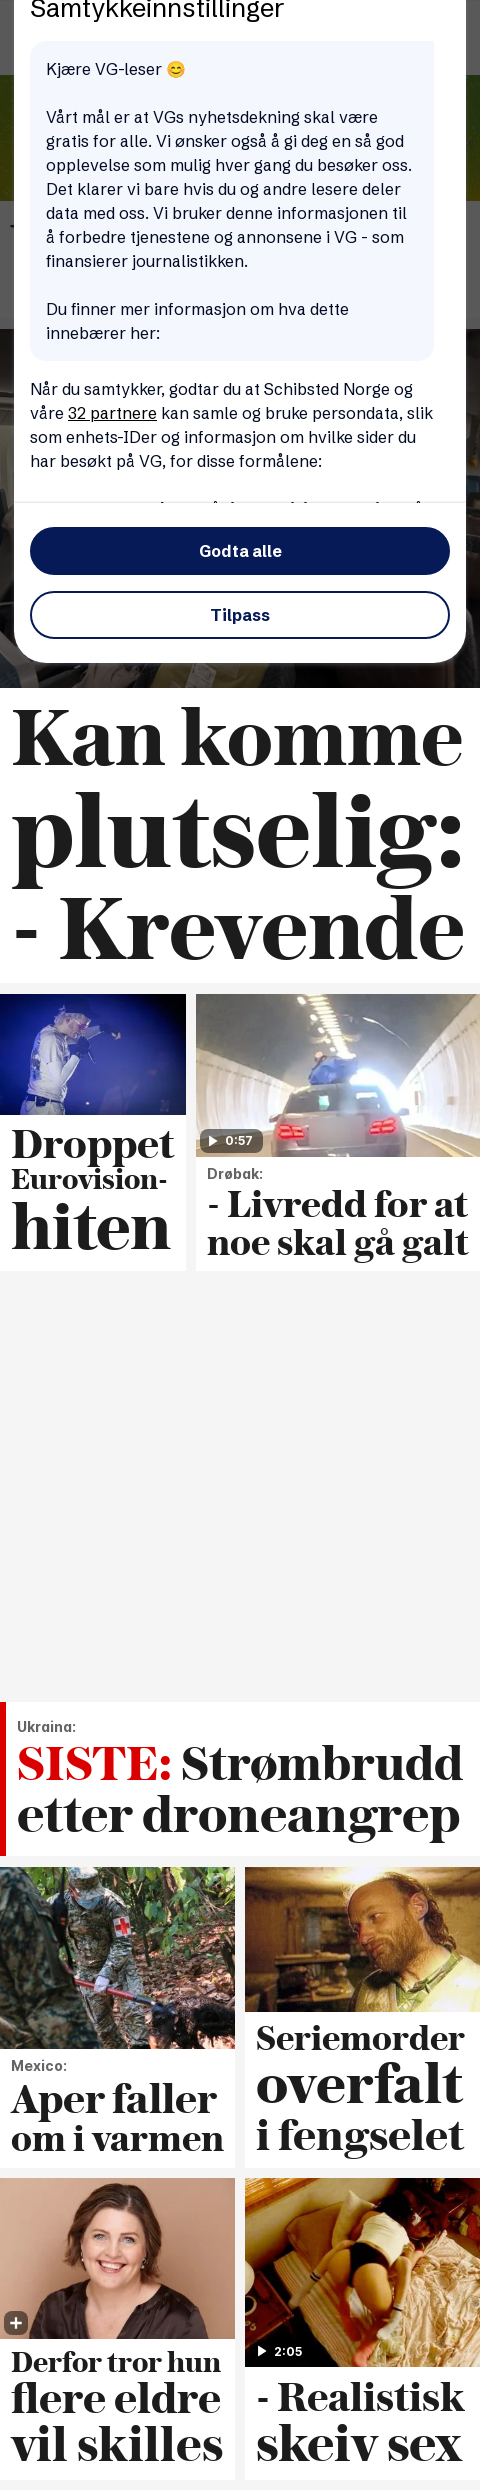 Samtykkeinnstillinger
Kjære VG-leser 😊
Vårt mål er at VGs nyhetsdekning skal være
gratis for alle. Vi ønsker også å gi deg en så god
opplevelse som mulig hver gang du besøker oss.
Det klarer vi bare hvis du og andre lesere deler
data med oss. Vi bruker denne informasjonen til
å forbedre tjenestene og annonsene i VG - som
finansierer journalistikken.
Du finner mer informasjon om hva dette
innebærer her:
Når du samtykker, godtar du at Schibsted Norge og
våre 32 partnere kan samle og bruke persondata, slik
som enhets-IDer og informasjon om hvilke sider du
har besøkt på VG, for disse formålene:
Godta alle
Tilpass
Kan komme
plutselig:
- Krevende
Droppet
Eurovision-
hiten
0:57
Drøbak:
- Livredd for at
noe skal gå galt
Ukraina:
SISTE: Strømbrudd
etter droneangrep
Mexico:
Aper faller
om i varmen
Seriemorder
overfalt
i fengselet
Derfor tror hun
flere eldre
vil skilles
2:05
- Realistisk
skeiv sex